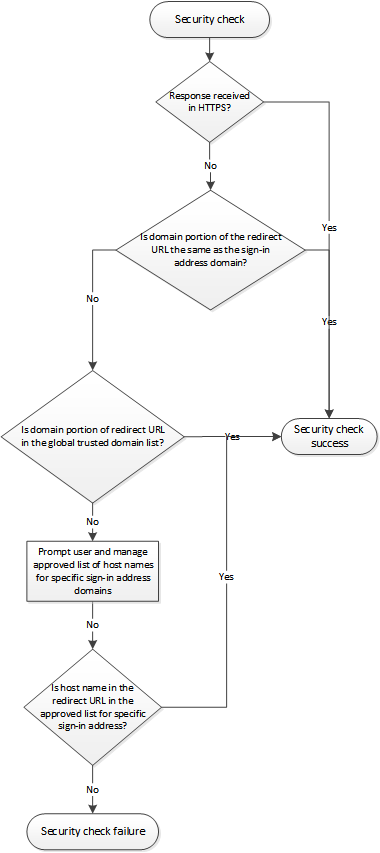 Security check
Response received
in HTTPS?
No
Yes
Is domain portion of the redirect
URL the same as the sign-in
address domain?
No
Yes
Is domain portion of redirect URL
in the global trusted domain list?
Yes
Security check
success
No
Prompt user and manage
approved list of host names
for specific sign-in address
domains
Yes
No
Is host name in the
redirect URL in the
approved list for specific
sign-in address?
No
Security check failure